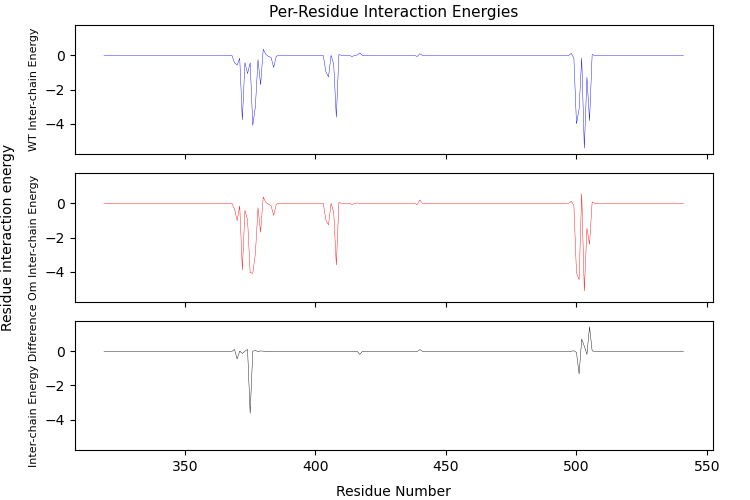 Per-Residue Interaction Energies
Residue interaction energy
WT Inter-chain Energy
0
−2
−4
Om Inter-chain Energy
0
−2
−4
Inter-chain Energy Difference
0
−2
−4
350
400
450
500
550
Residue Number